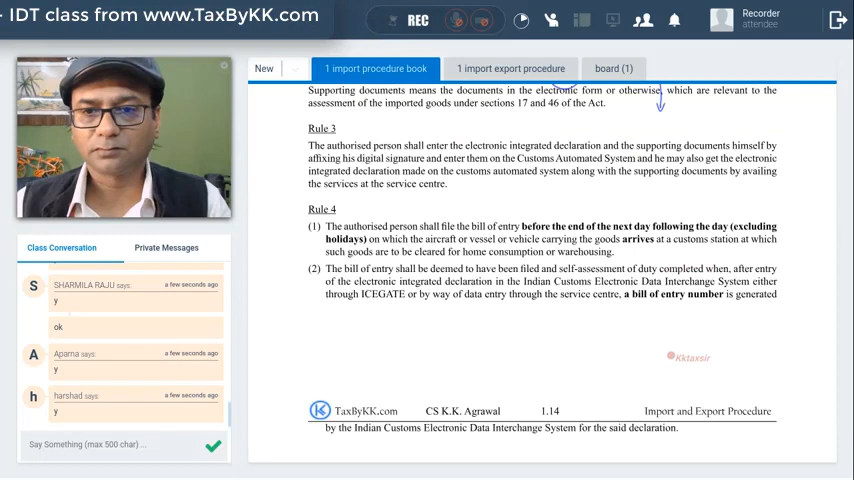 - IDT class from www.TaxByKK.com
REC
Recorder
attendee
New
1 import procedure book
1 import export procedure
board (1)
Supporting documents means the documents in the electronic form or otherwise, which are relevant to the
assessment of the imported goods under sections 17 and 46 of the Act.
Rule 3
The authorised person shall enter the electronic integrated declaration and the supporting documents himself by
affixing his digital signature and enter them on the Customs Automated System and he may also get the electronic
integrated declaration made on the customs automated system along with the supporting documents by availing
the services at the service centre.
Rule 4
(1) The authorised person shall file the bill of entry before the end of the next day following the day (excluding
holidays) on which the aircraft or vessel or vehicle carrying the goods arrives at a customs station at which
such goods are to be cleared for home consumption or warehousing.
(2) The bill of entry shall be deemed to have been filed and self-assessment of duty completed when, after entry
of the electronic integrated declaration in the Indian Customs Electronic Data Interchange System either
through ICEGATE or by way of data entry through the service centre, a bill of entry number is generated
Kktaxsir
TaxByKK.com CS K.K. Agrawal 1.14 Import and Export Procedure
by the Indian Customs Electronic Data Interchange System for the said declaration.
Class Conversation
Private Messages
S
SHARMILA RAJU says: a few seconds ago
y
ok
A
Aparna says: a few seconds ago
y
h
harshad says: a few seconds ago
y
Say Something (max 500 char) ...